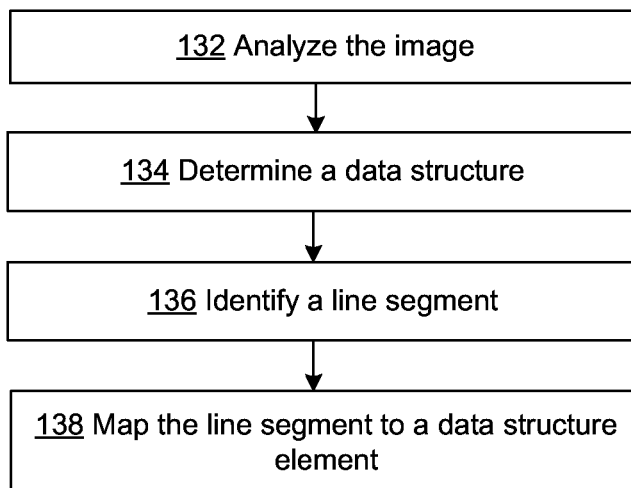 132 Analyze the image
134 Determine a data structure
136 Identify a line segment
138 Map the line segment to a data structure
element